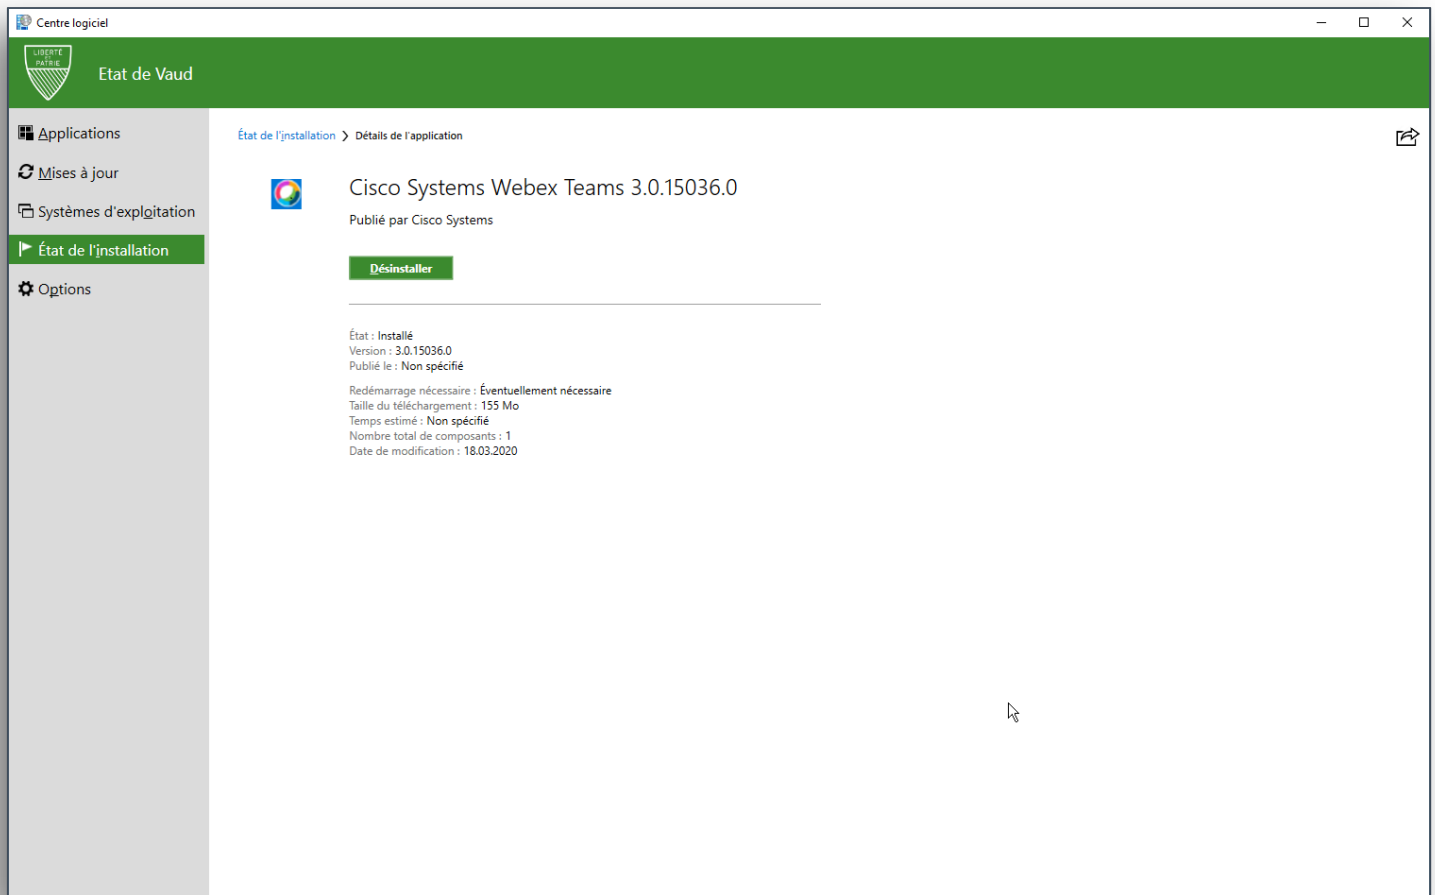 Centre logiciel
LIBERTÉ
ET
PATRIE
Etat de Vaud
Applications
Mises à jour
Systèmes d'exploitation
État de l'installation
Options
État de l'installation > Détails de l'application
Cisco Systems Webex Teams 3.0.15036.0
Publié par Cisco Systems
Désinstaller
État : Installé
Version : 3.0.15036.0
Publié le : Non spécifié
Redémarrage nécessaire : Éventuellement nécessaire
Taille du téléchargement : 155 Mo
Temps estimé : Non spécifié
Nombre total de composants : 1
Date de modification : 18.03.2020